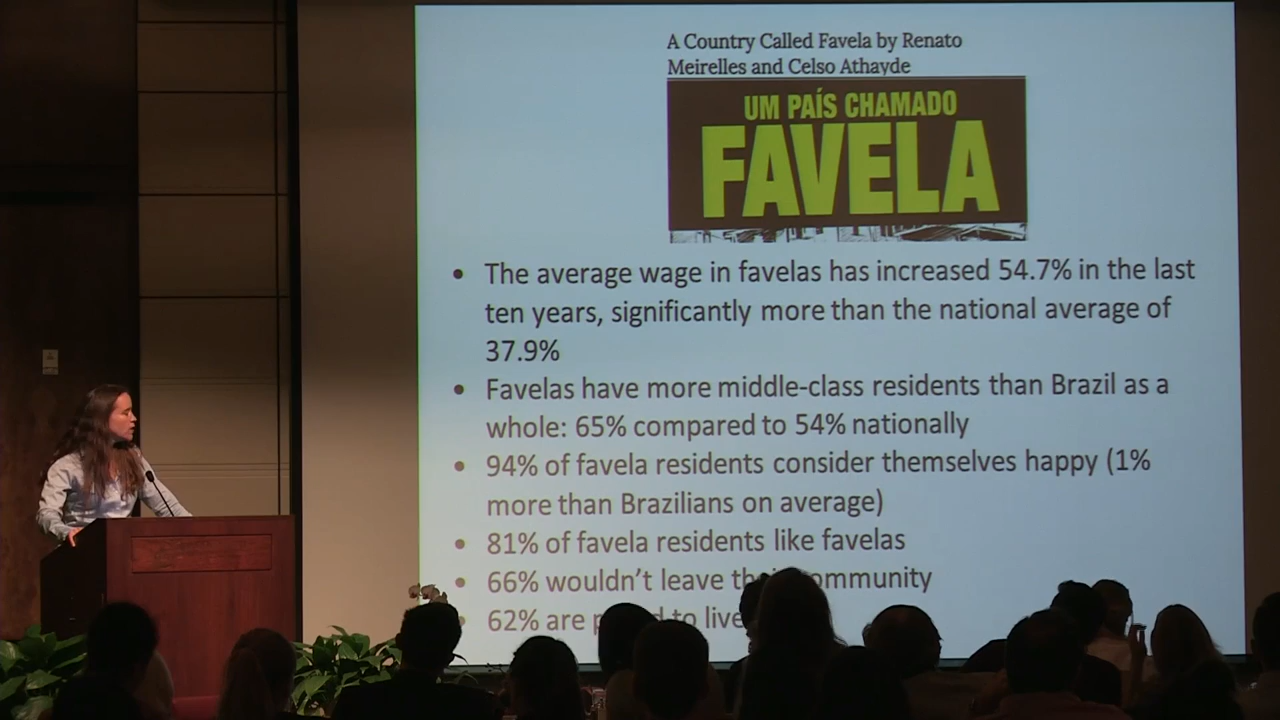 A Country Called Favela by Renato
Meirelles and Celso Athayde
UM PAÍS CHAMADO
FAVELA
• The average wage in favelas has increased 54.7% in the last
ten years, significantly more than the national average of
37.9%
• Favelas have more middle-class residents than Brazil as a
whole: 65% compared to 54% nationally
• 94% of favela residents consider themselves happy (1%
more than Brazilians on average)
• 81% of favela residents like favelas
• 66% wouldn't leave their community
• 62% are to live